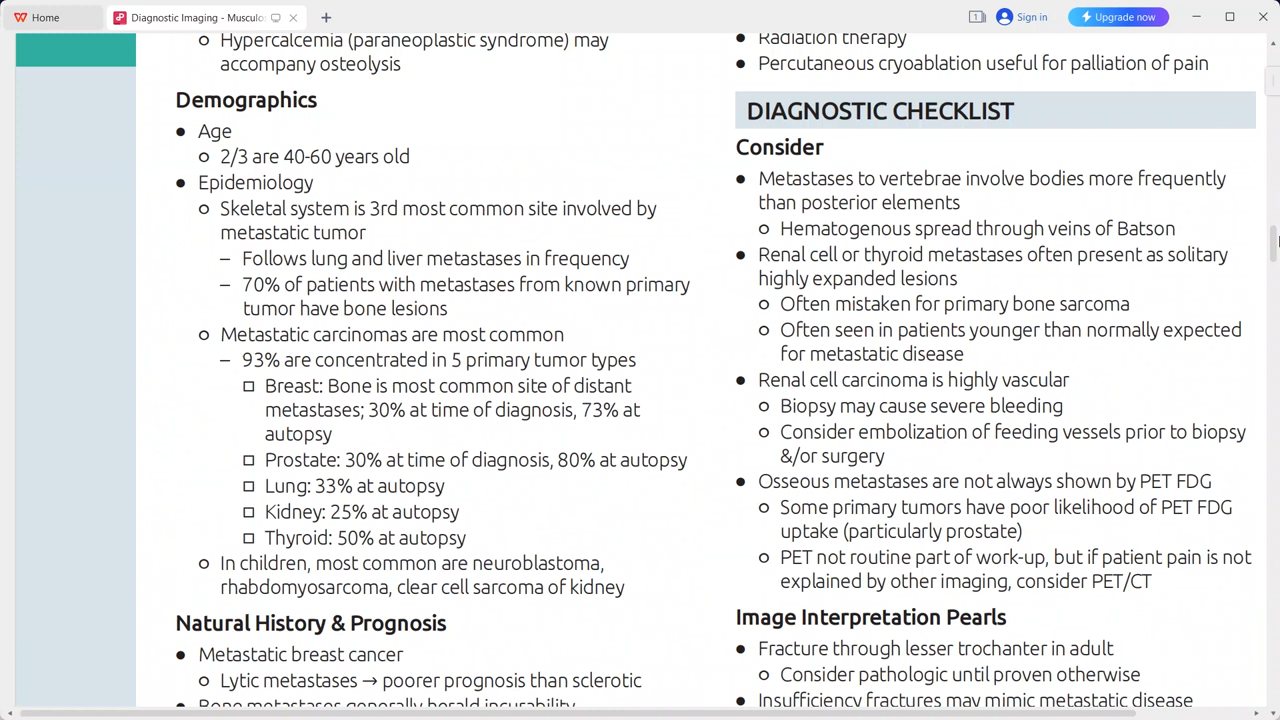 Home
Diagnostic Imaging - Musculos
1
Sign in
Upgrade now
Hypercalcemia (paraneoplastic syndrome) may
accompany osteolysis
Demographics
• Age
○ 2/3 are 40-60 years old
• Epidemiology
○ Skeletal system is 3rd most common site involved by
metastatic tumor
– Follows lung and liver metastases in frequency
– 70% of patients with metastases from known primary
tumor have bone lesions
○ Metastatic carcinomas are most common
– 93% are concentrated in 5 primary tumor types
□ Breast: Bone is most common site of distant
metastases; 30% at time of diagnosis, 73% at
autopsy
□ Prostate: 30% at time of diagnosis, 80% at autopsy
□ Lung: 33% at autopsy
□ Kidney: 25% at autopsy
□ Thyroid: 50% at autopsy
○ In children, most common are neuroblastoma,
rhabdomyosarcoma, clear cell sarcoma of kidney
Natural History & Prognosis
• Metastatic breast cancer
○ Lytic metastases → poorer prognosis than sclerotic
• Bone metastases generally herald incurability
• Radiation therapy
• Percutaneous cryoablation useful for palliation of pain
DIAGNOSTIC CHECKLIST
Consider
• Metastases to vertebrae involve bodies more frequently
than posterior elements
○ Hematogenous spread through veins of Batson
• Renal cell or thyroid metastases often present as solitary
highly expanded lesions
○ Often mistaken for primary bone sarcoma
○ Often seen in patients younger than normally expected
for metastatic disease
• Renal cell carcinoma is highly vascular
○ Biopsy may cause severe bleeding
○ Consider embolization of feeding vessels prior to biopsy
&/or surgery
• Osseous metastases are not always shown by PET FDG
○ Some primary tumors have poor likelihood of PET FDG
uptake (particularly prostate)
○ PET not routine part of work-up, but if patient pain is not
explained by other imaging, consider PET/CT
Image Interpretation Pearls
• Fracture through lesser trochanter in adult
○ Consider pathologic until proven otherwise
• Insufficiency fractures may mimic metastatic disease